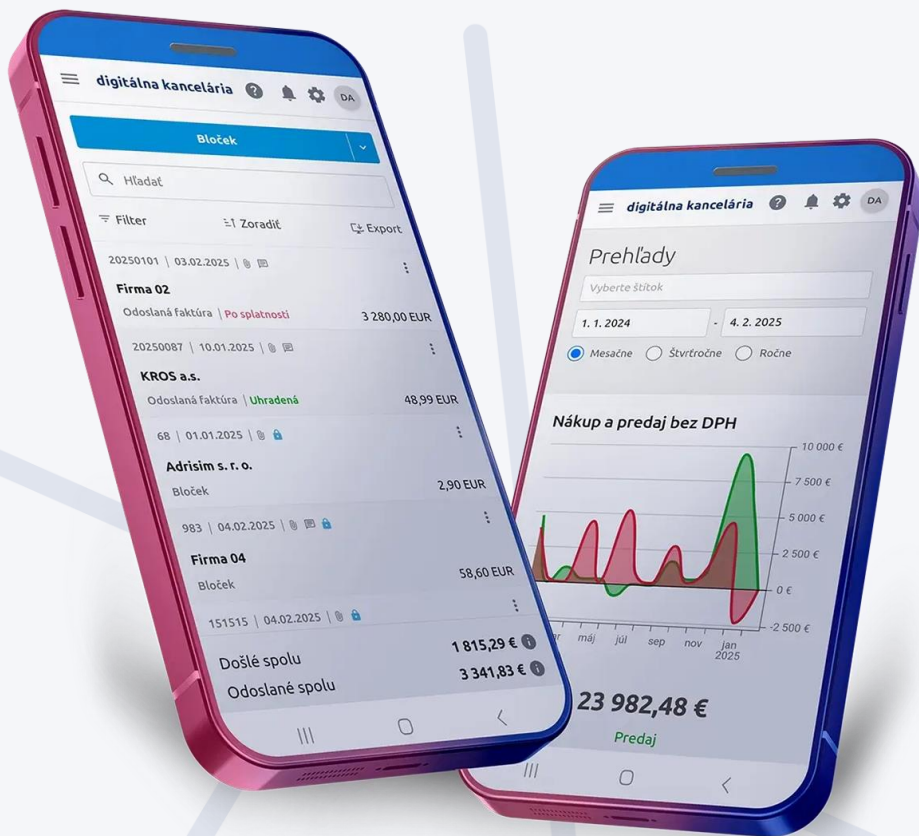 digitálna kancelária DA
Bloček
Hľadať
Filter Zoradiť Export
20250101 | 03.02.2025 |
Firma 02
Odoslaná faktúra | Po splatnosti 3 280,00 EUR
20250087 | 10.01.2025 |
KROS a.s.
Odoslaná faktúra | Uhradená 48,99 EUR
68 | 01.01.2025 |
Adrisim s. r. o.
Bloček 2,90 EUR
983 | 04.02.2025 |
Firma 04
Bloček 58,60 EUR
151515 | 04.02.2025 |
Došlé spolu 1 815,29 €
Odoslané spolu 3 341,83 €
digitálna kancelária DA
Prehľady
Vyberte štítok
1. 1. 2024 - 4. 2. 2025
Mesačne Štvrťročne Ročne
Nákup a predaj bez DPH
10 000 €
7 500 €
5 000 €
2 500 €
0 €
-2 500 €
máj júl sep nov jan
2025
23 982,48 €
Predaj